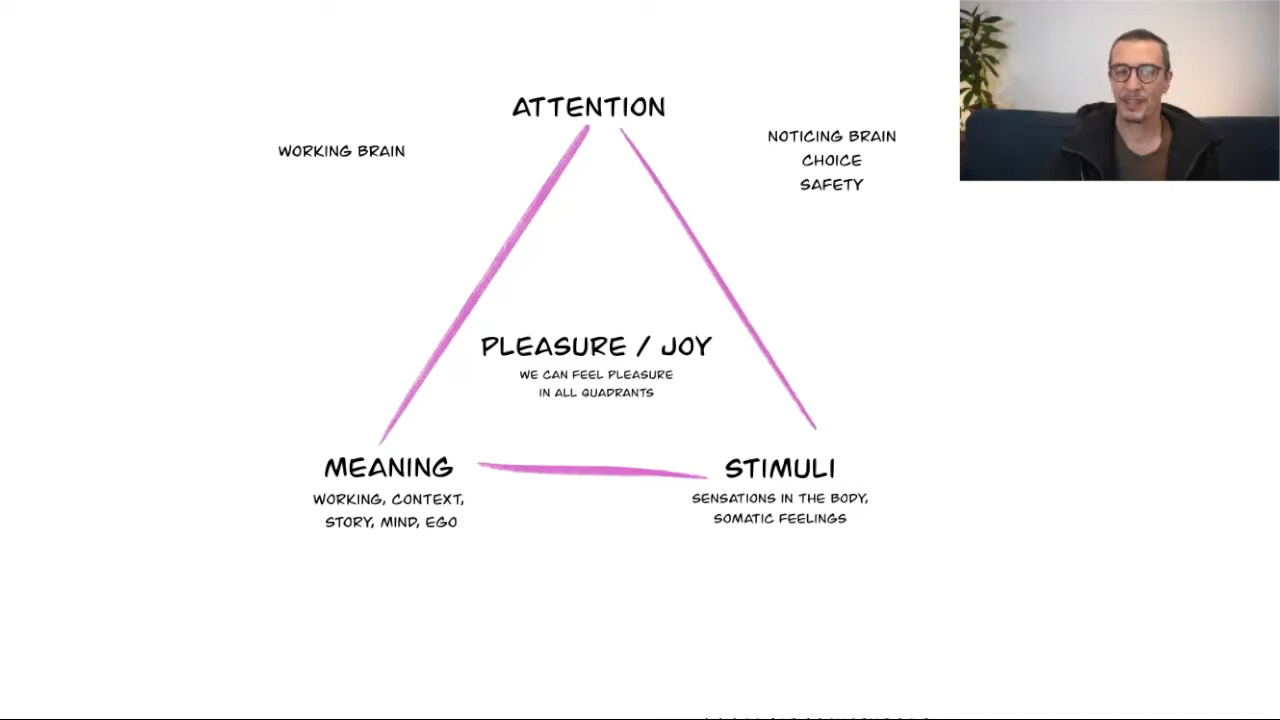 ATTENTION
WORKING BRAIN
NOTICING BRAIN
CHOICE
SAFETY
PLEASURE / JOY
WE CAN FEEL PLEASURE
IN ALL QUADRANTS
MEANING
WORKING, CONTEXT,
STORY, MIND, EGO
STIMULI
SENSATIONS IN THE BODY,
SOMATIC FEELINGS